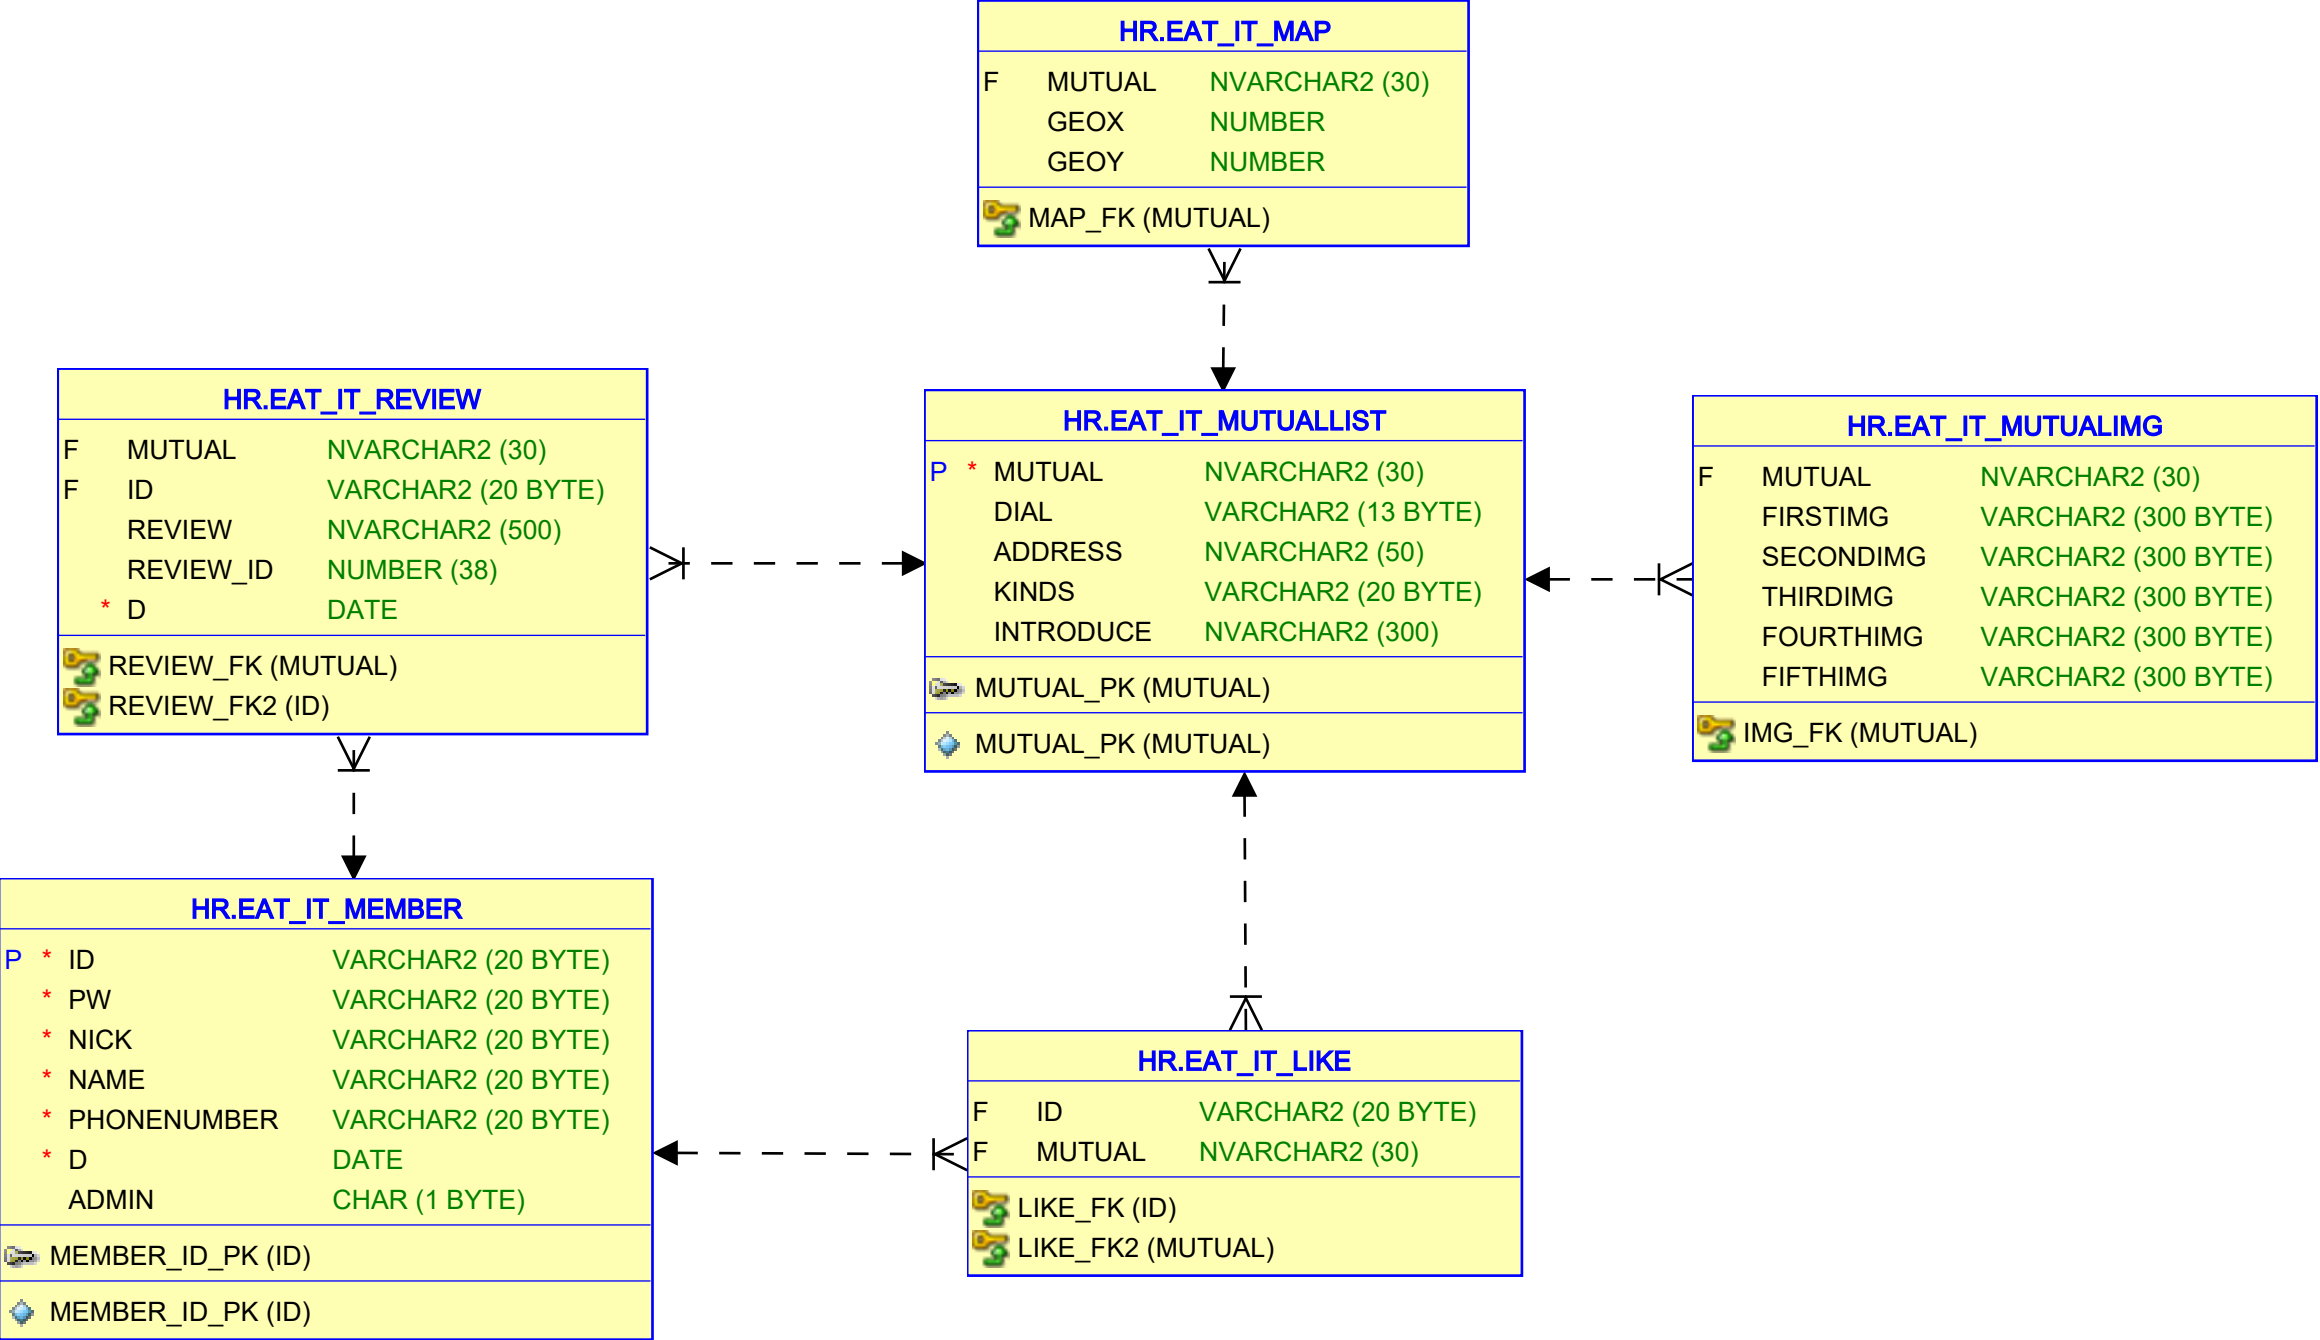 HR.EAT_IT_MAP
F MUTUAL NVARCHAR2 (30)
GEOX NUMBER
GEOY NUMBER
MAP_FK (MUTUAL)
HR.EAT_IT_REVIEW
F MUTUAL NVARCHAR2 (30)
F ID VARCHAR2 (20 BYTE)
REVIEW NVARCHAR2 (500)
REVIEW_ID NUMBER (38)
* D DATE
REVIEW_FK (MUTUAL)
REVIEW_FK2 (ID)
HR.EAT_IT_MUTUALLIST
P * MUTUAL NVARCHAR2 (30)
DIAL VARCHAR2 (13 BYTE)
ADDRESS NVARCHAR2 (50)
KINDS VARCHAR2 (20 BYTE)
INTRODUCE NVARCHAR2 (300)
MUTUAL_PK (MUTUAL)
MUTUAL_PK (MUTUAL)
HR.EAT_IT_MUTUALIMG
F MUTUAL NVARCHAR2 (30)
FIRSTIMG VARCHAR2 (300 BYTE)
SECONDIMG VARCHAR2 (300 BYTE)
THIRDIMG VARCHAR2 (300 BYTE)
FOURTHIMG VARCHAR2 (300 BYTE)
FIFTHIMG VARCHAR2 (300 BYTE)
IMG_FK (MUTUAL)
HR.EAT_IT_MEMBER
P * ID VARCHAR2 (20 BYTE)
* PW VARCHAR2 (20 BYTE)
* NICK VARCHAR2 (20 BYTE)
* NAME VARCHAR2 (20 BYTE)
* PHONENUMBER VARCHAR2 (20 BYTE)
* D DATE
ADMIN CHAR (1 BYTE)
MEMBER_ID_PK (ID)
MEMBER_ID_PK (ID)
HR.EAT_IT_LIKE
F ID VARCHAR2 (20 BYTE)
F MUTUAL NVARCHAR2 (30)
LIKE_FK (ID)
LIKE_FK2 (MUTUAL)